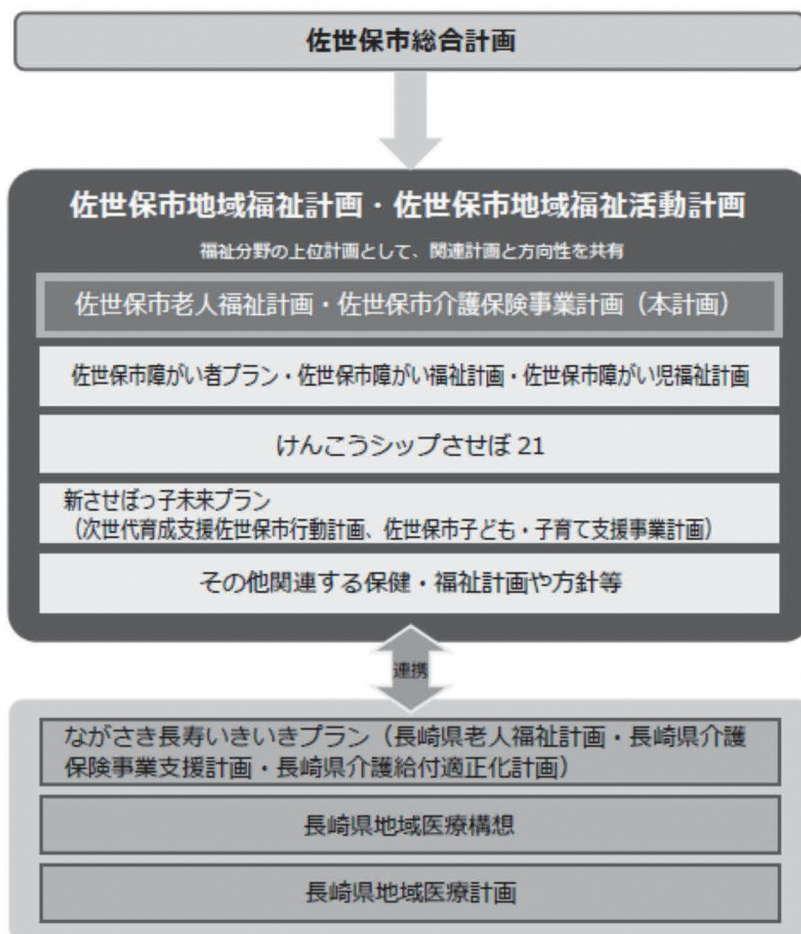 佐世保市総合計画
佐世保市地域福祉計画・佐世保市地域福祉活動計画
福祉分野の上位計画として、関連計画と方向性を共有
佐世保市老人福祉計画・佐世保市介護保険事業計画（本計画）
佐世保市障がい者プラン・佐世保市障がい福祉計画・佐世保市障がい児福祉計画
けんこうシップさせぼ 21
新させぼっ子未来プラン
（次世代育成支援佐世保市行動計画、佐世保市子ども・子育て支援事業計画）
その他関連する保健・福祉計画や方針等
連携
ながさき長寿いきいきプラン（長崎県老人福祉計画・長崎県介護
保険事業支援計画・長崎県介護給付適正化計画）
長崎県地域医療構想
長崎県地域医療計画